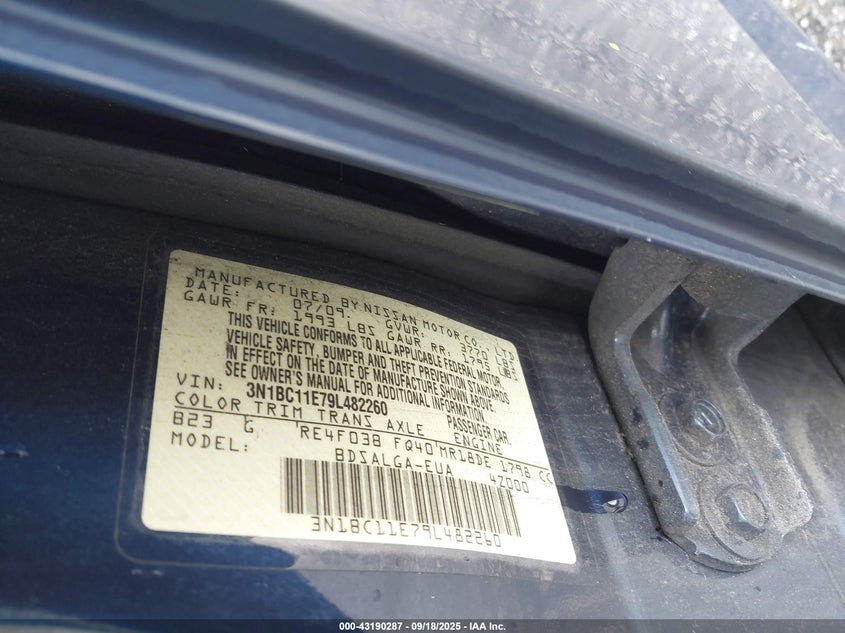 MANUFACTURED BY NISSAN MOTOR CO., LTD.
DATE: 07/09. GVWR: 3720 LBS
GAWR FR: 1993 LBS GAWR RR: 1795 LBS
THIS VEHICLE CONFORMS TO ALL APPLICABLE FEDERAL MOTOR
VEHICLE SAFETY, BUMPER AND THEFT PREVENTION STANDARDS
IN EFFECT ON THE DATE OF MANUFACTURE SHOWN ABOVE.
SEE OWNER'S MANUAL FOR ADDITIONAL INFORMATION.
VIN: 3N1BC11E79L482260 PASSENGER CAR.
COLOR TRIM TRANS AXLE ENGINE
B23 G RE4F03B FQ40 MR18DE 1798 CC
MODEL: BDSALGA-EUA 4Z000
3N1BC11E79L482260
000-43190287 - 09/18/2025 - IAA Inc.